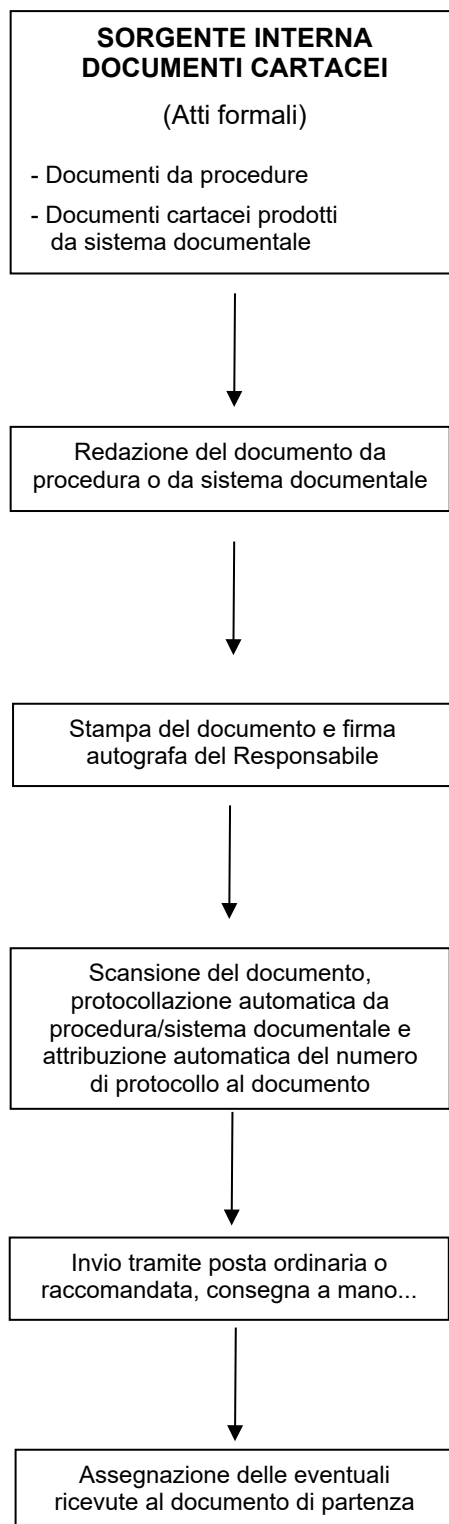 SORGENTE INTERNA
DOCUMENTI CARTACEI
(Atti formali)
- Documenti da procedure
- Documenti cartacei prodotti
da sistema documentale
Redazione del documento da
procedura o da sistema documentale
Stampa del documento e firma
autografa del Responsabile
Scansione del documento,
protocollazione automatica da
procedura/sistema documentale e
attribuzione automatica del numero
di protocollo al documento
Invio tramite posta ordinaria o
raccomandata, consegna a mano...
Assegnazione delle eventuali
ricevute al documento di partenza